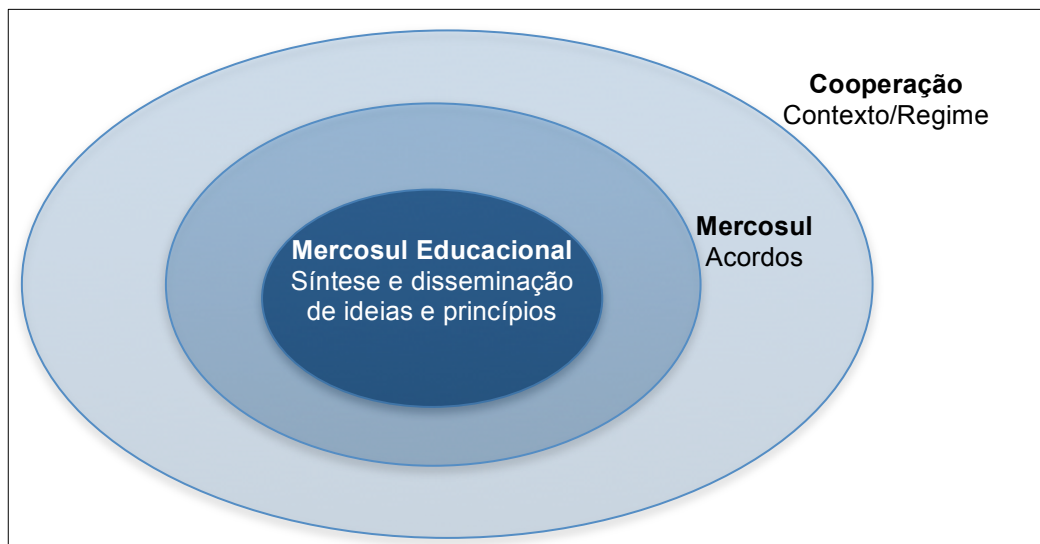 Cooperação
Contexto/Regime
Mercosul
Acordos
Mercosul Educacional
Síntese e disseminação
de ideias e princípios